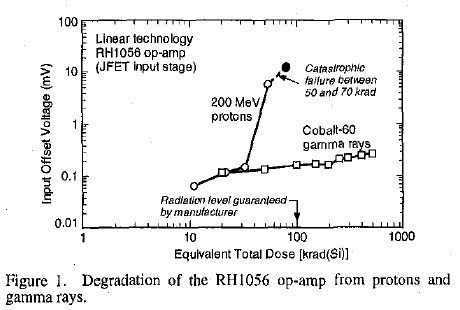 100
Linear technology
RH1056 op-amp
(JFET input stage)
Catastrophic
failure between
50 and 70 krad
10
200 MeV
protons
Input Offset Voltage (mV)
1
Cobalt-60
gamma rays
0.1
Radiation level guaranteed
by manufacturer
0.01
1
10
100
1000
Equivalent Total Dose [krad(Si)]
Figure 1. Degradation of the RH1056 op-amp from protons and
gamma rays.